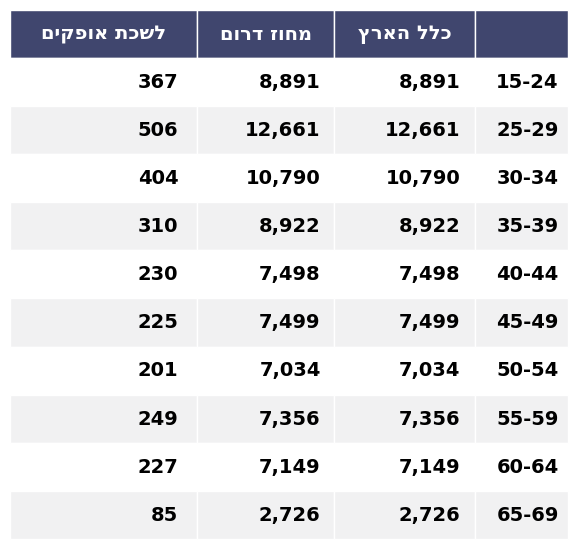 כלל הארץ מחוז דרום לשכת אופקים
15-24 8,891 8,891 367
25-29 12,661 12,661 506
30-34 10,790 10,790 404
35-39 8,922 8,922 310
40-44 7,498 7,498 230
45-49 7,499 7,499 225
50-54 7,034 7,034 201
55-59 7,356 7,356 249
60-64 7,149 7,149 227
65-69 2,726 2,726 85